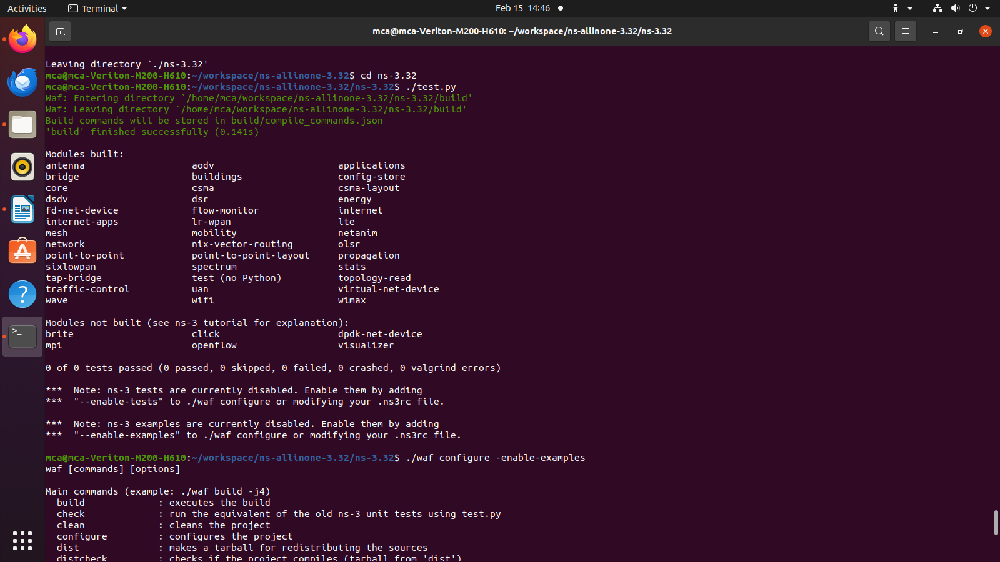 Activities Terminal Feb 15 14:46
mca@mca-Veriton-M200-H610: ~/workspace/ns-allinone-3.32/ns-3.32
Leaving directory `./ns-3.32'
mca@mca-Veriton-M200-H610:~/workspace/ns-allinone-3.32$ cd ns-3.32
mca@mca-Veriton-M200-H610:~/workspace/ns-allinone-3.32/ns-3.32$ ./test.py
Waf: Entering directory `/home/mca/workspace/ns-allinone-3.32/ns-3.32/build'
Waf: Leaving directory `/home/mca/workspace/ns-allinone-3.32/ns-3.32/build'
Build commands will be stored in build/compile_commands.json
'build' finished successfully (0.141s)
Modules built:
antenna aodv applications
bridge buildings config-store
core csma csma-layout
dsdv dsr energy
fd-net-device flow-monitor internet
internet-apps lr-wpan lte
mesh mobility netanim
network nix-vector-routing olsr
point-to-point point-to-point-layout propagation
sixlowpan spectrum stats
tap-bridge test (no Python) topology-read
traffic-control uan virtual-net-device
wave wifi wimax
Modules not built (see ns-3 tutorial for explanation):
brite click dpdk-net-device
mpi openflow visualizer
0 of 0 tests passed (0 passed, 0 skipped, 0 failed, 0 crashed, 0 valgrind errors)
*** Note: ns-3 tests are currently disabled. Enable them by adding
*** "--enable-tests" to ./waf configure or modifying your .ns3rc file.
*** Note: ns-3 examples are currently disabled. Enable them by adding
*** "--enable-examples" to ./waf configure or modifying your .ns3rc file.
mca@mca-Veriton-M200-H610:~/workspace/ns-allinone-3.32/ns-3.32$ ./waf configure -enable-examples
waf [commands] [options]
Main commands (example: ./waf build -j4)
build : executes the build
check : run the equivalent of the old ns-3 unit tests using test.py
clean : cleans the project
configure : configures the project
dist : makes a tarball for redistributing the sources
distcheck : checks if the project compiles (tarball from 'dist')